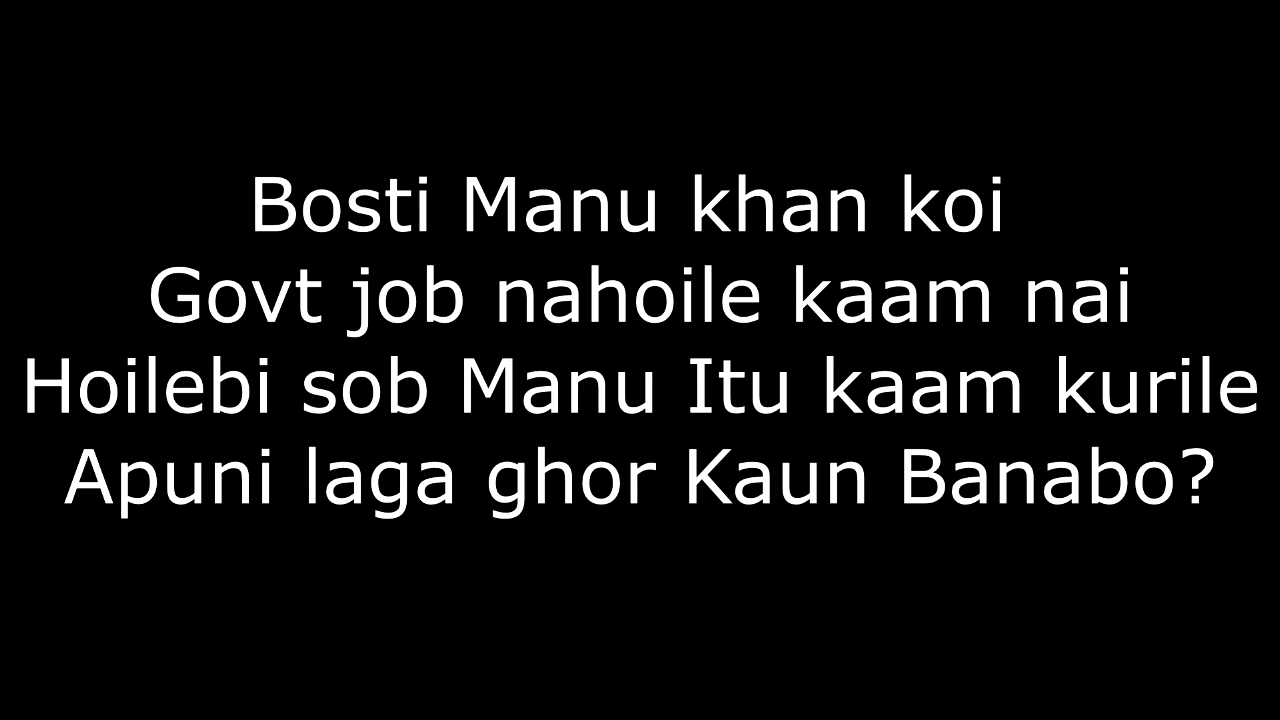 Bosti Manu khan koi
Govt job nahoile kaam nai
Hoilebi sob Manu Itu kaam kurile
Apuni laga ghor Kaun Banabo?